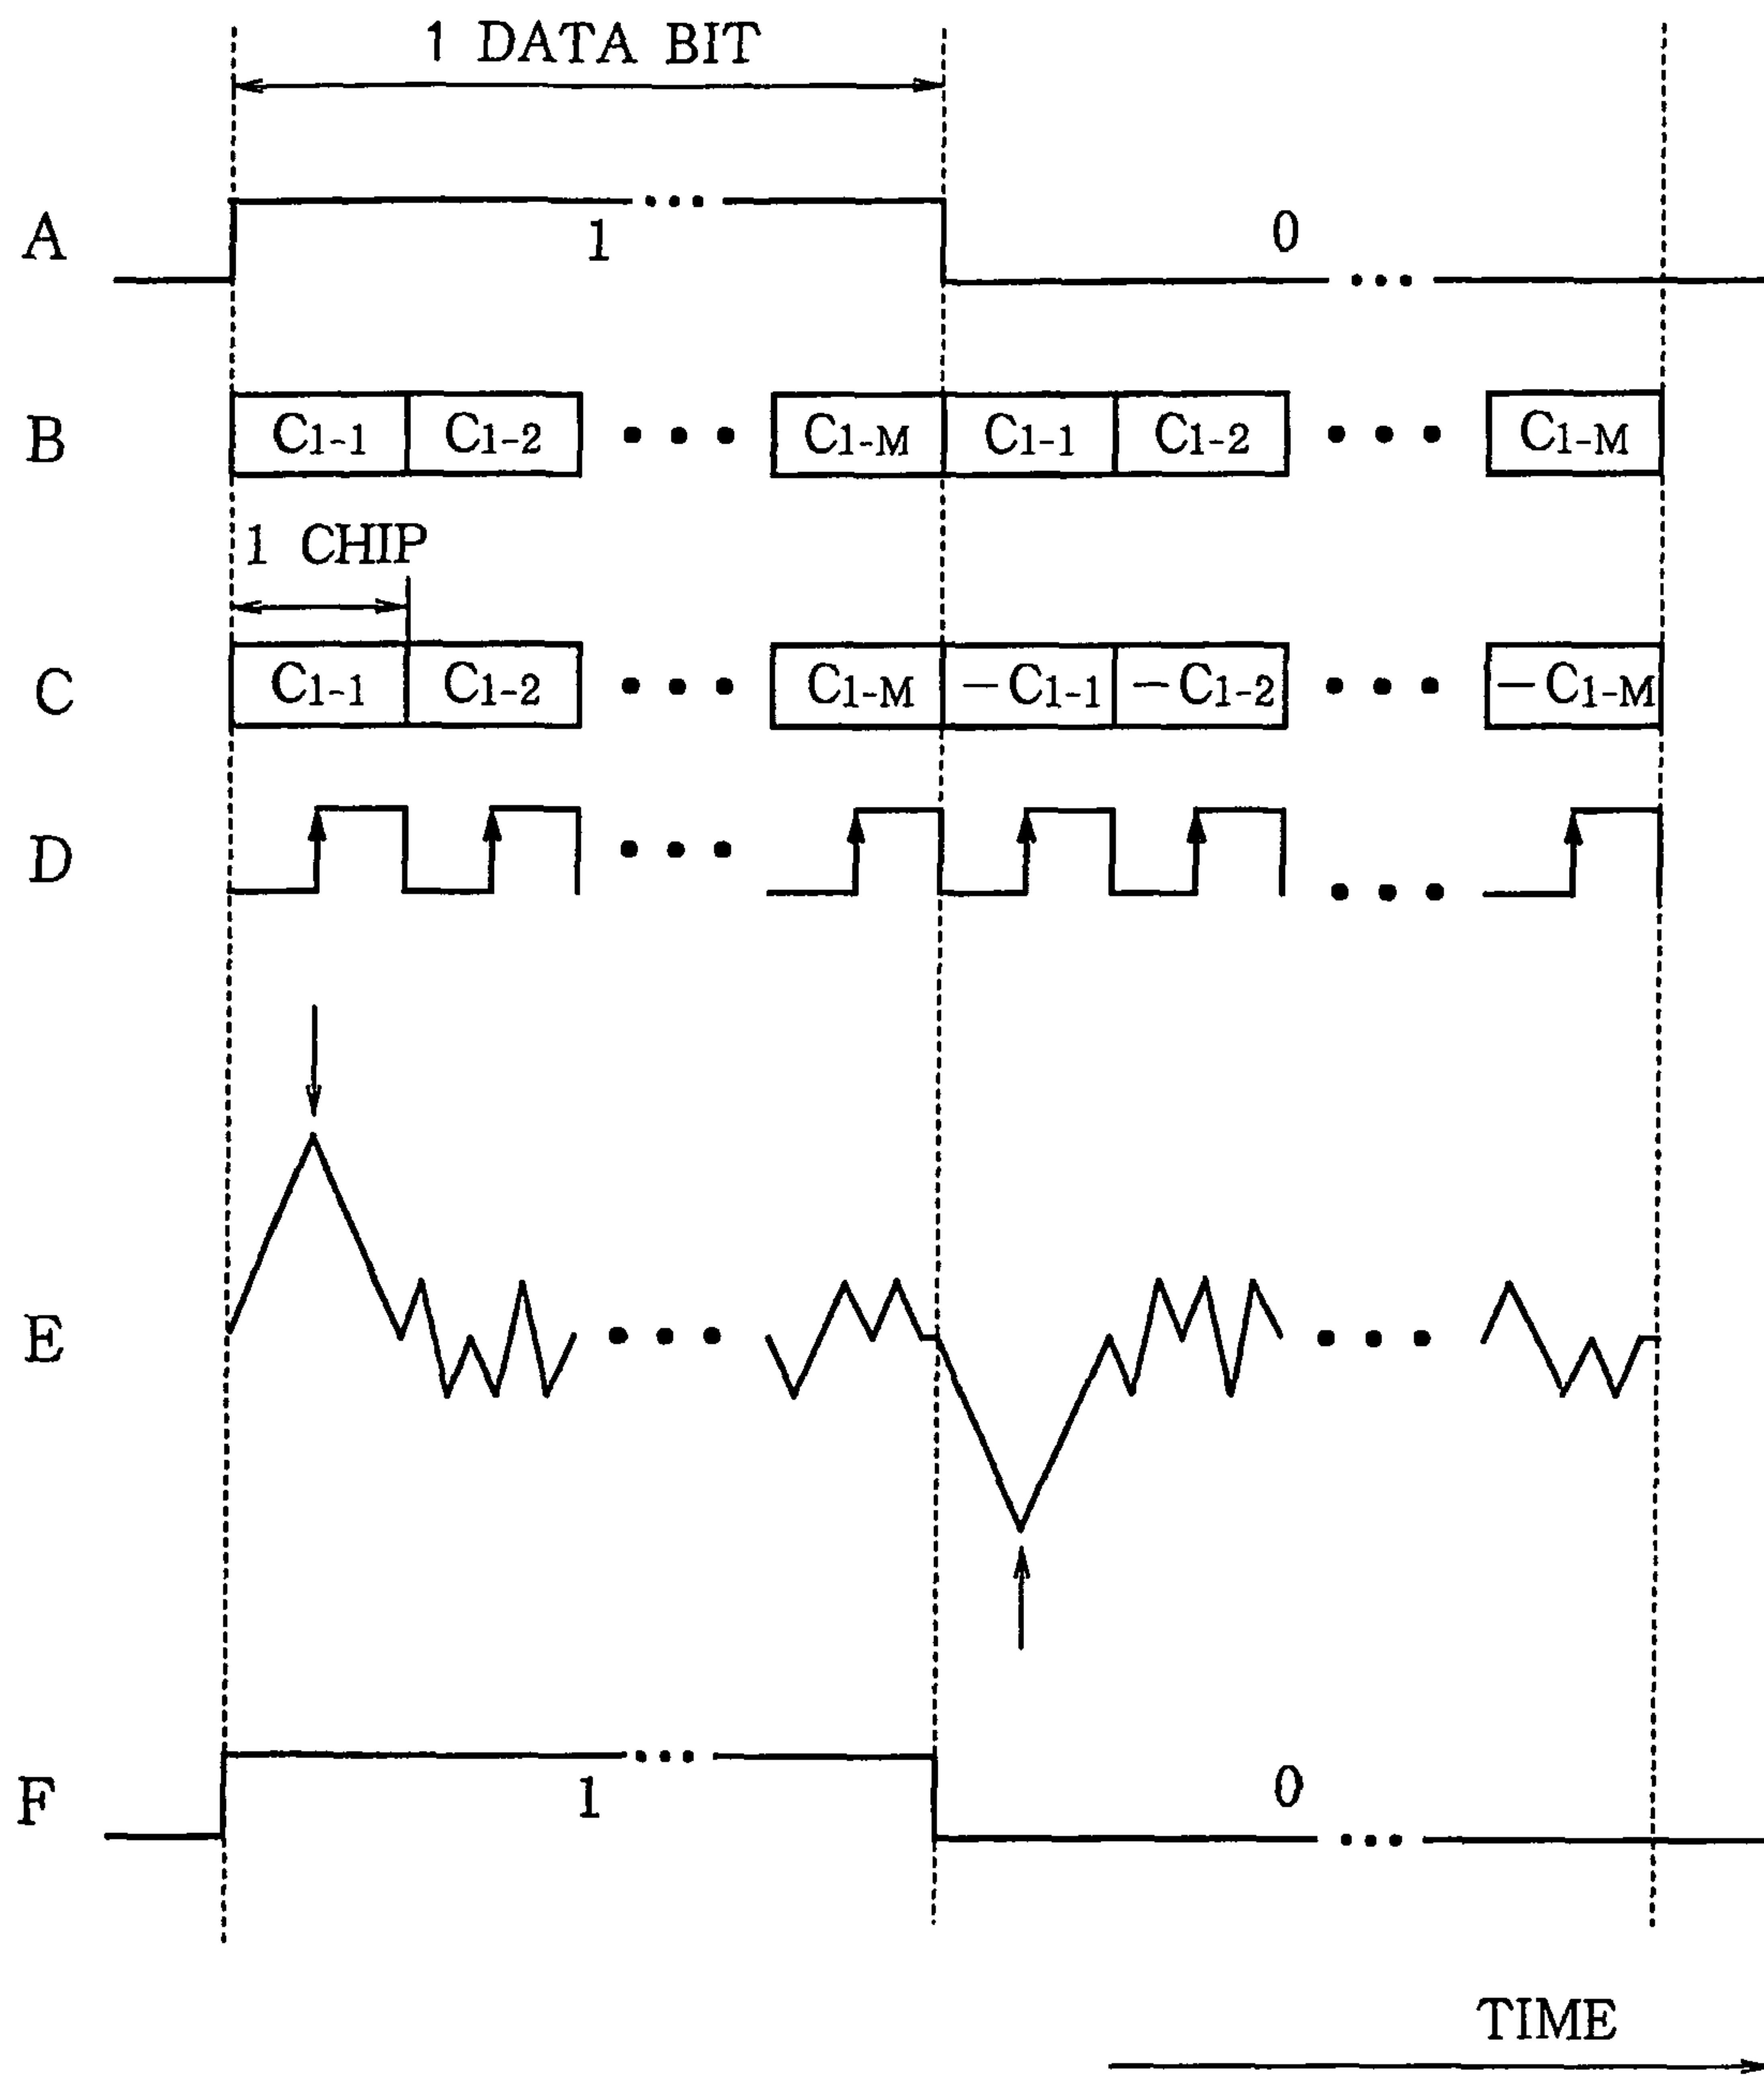 1 DATA BIT
A 1 ••• 0 •••
B C1-1 C1-2 ••• C1-M C1-1 C1-2 ••• C1-M
1 CHIP
C C1-1 C1-2 ••• C1-M −C1-1 −C1-2 ••• −C1-M
D ••• •••
E ••• •••
F 1 ••• 0 •••
TIME